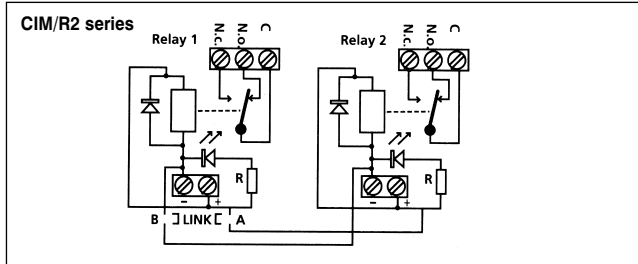 CIM/R2 series
Relay 1
N.c.
N.o.
C
Relay 2
N.c.
N.o.
C
R
R
- +
- +
B LINK A